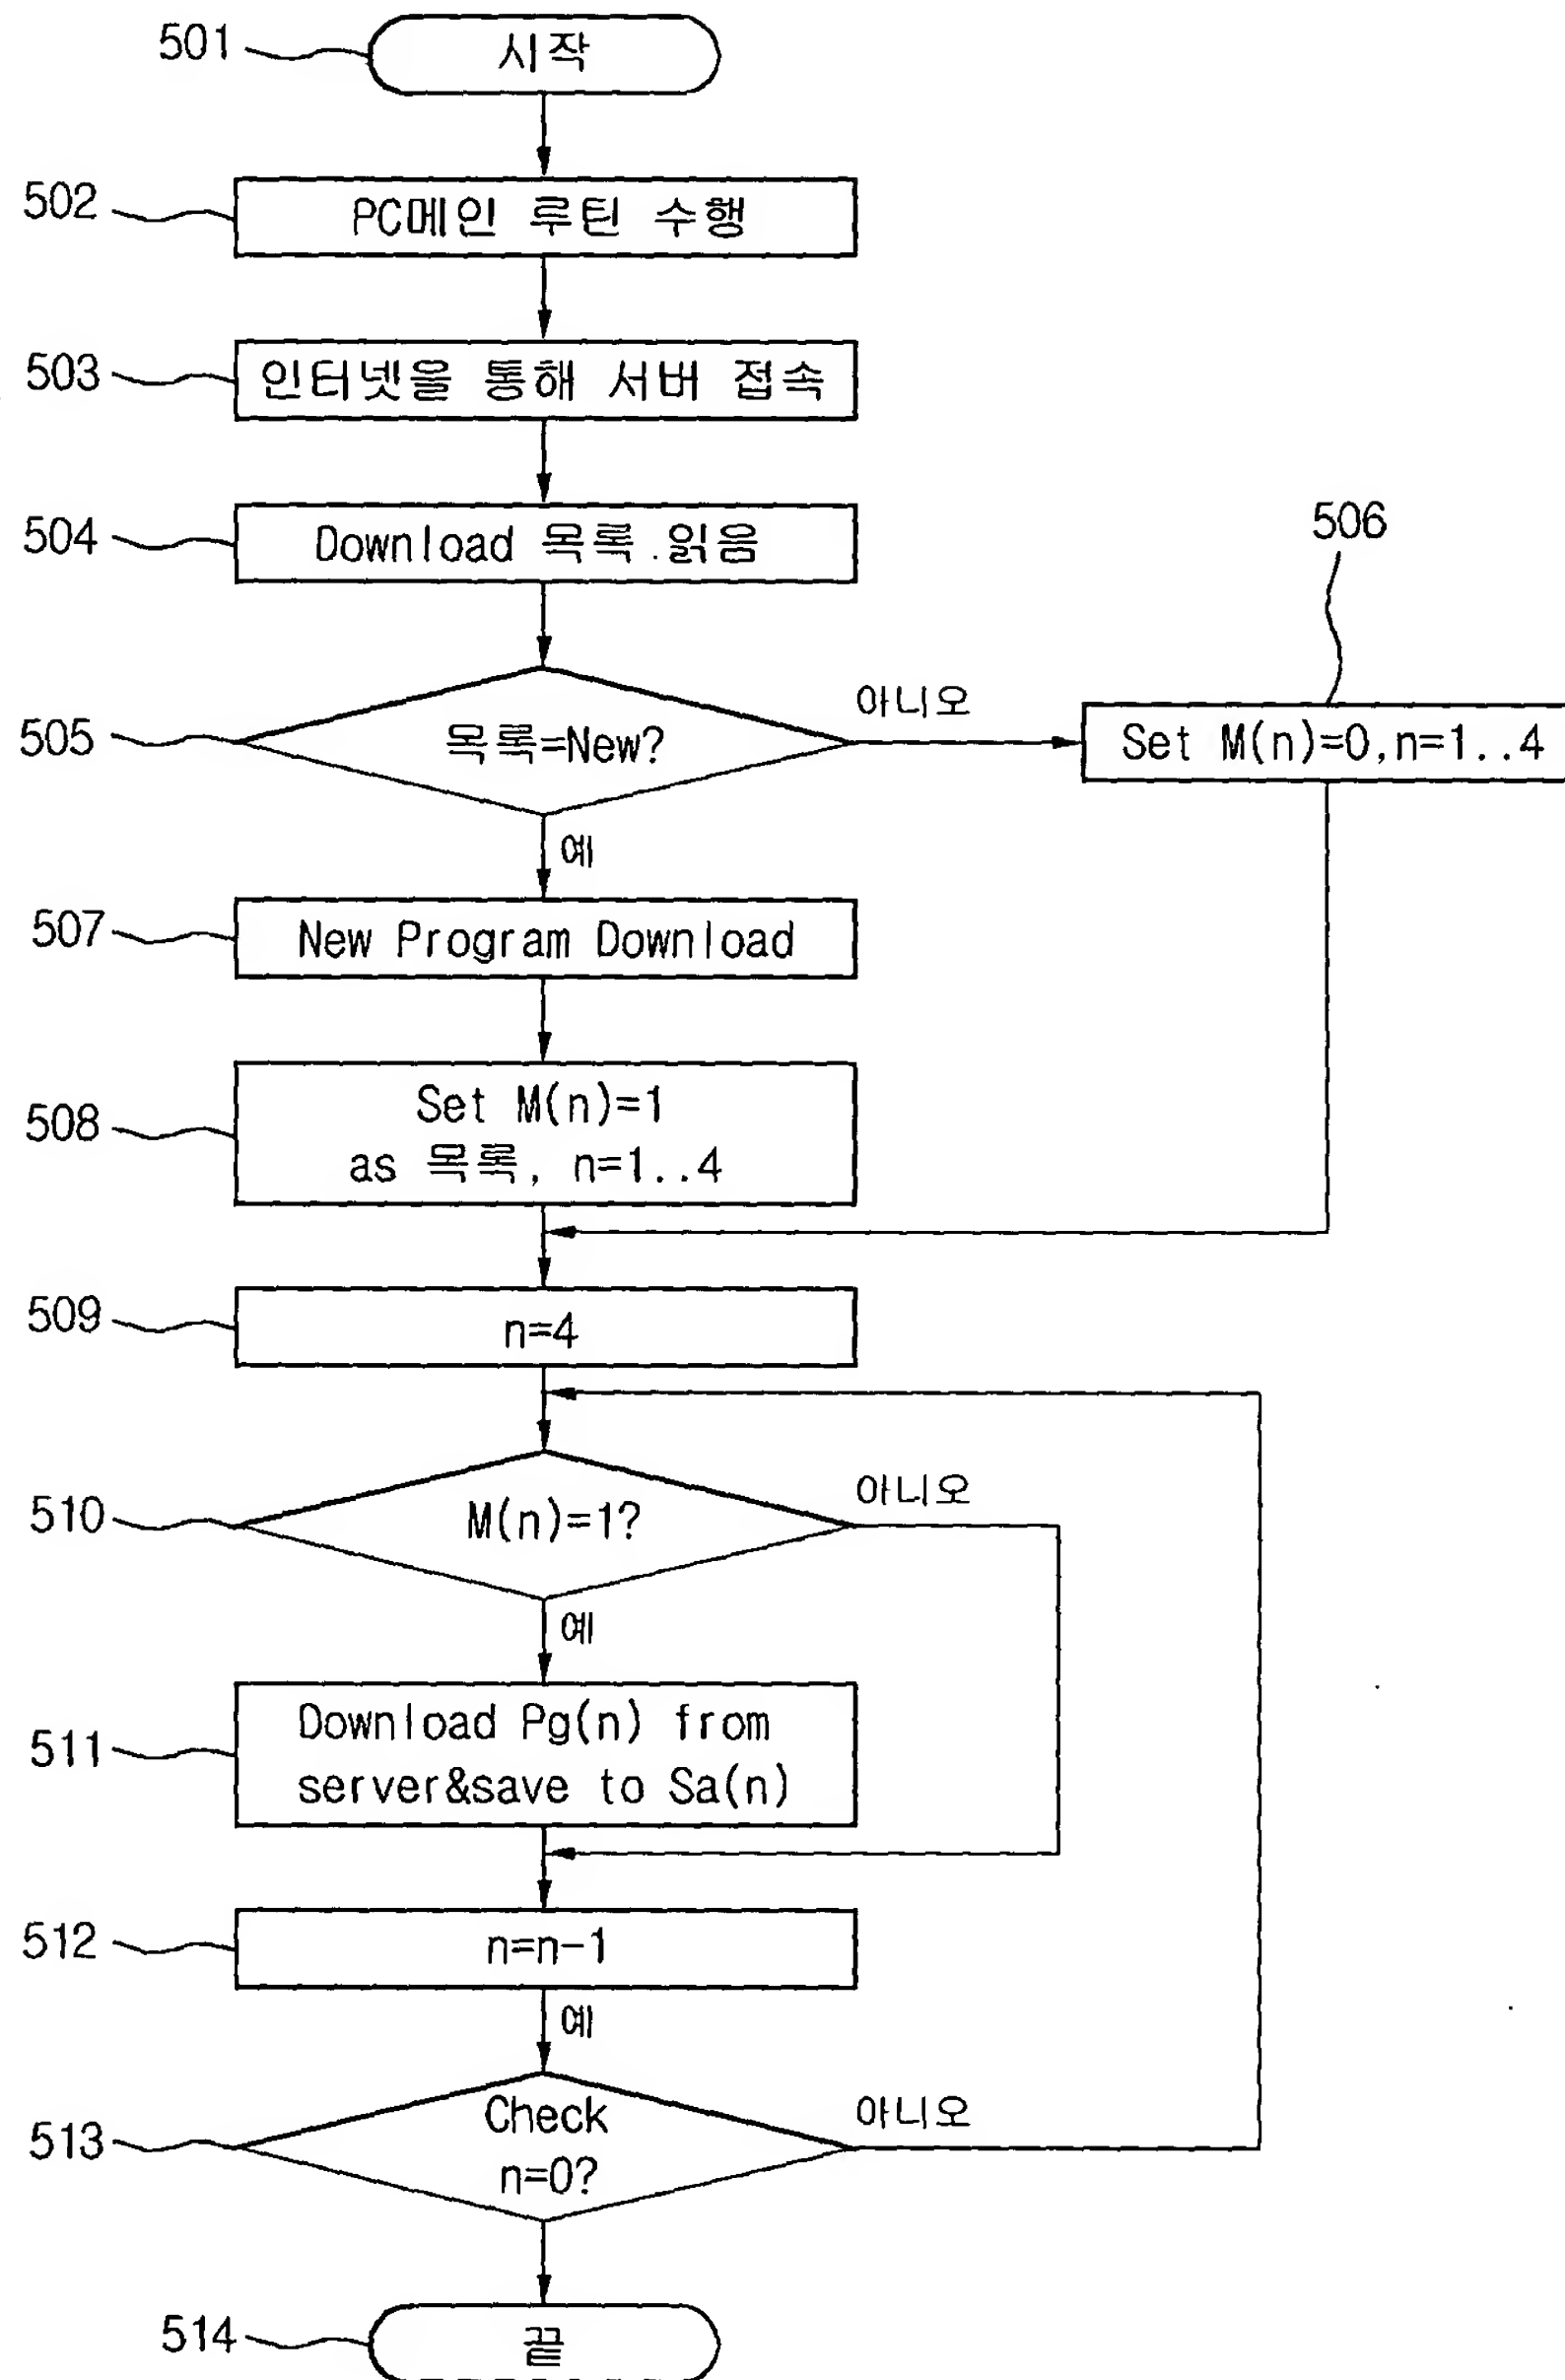 501
시작
502
PC메인 루틴 수행
503
인터넷을 통해 서버 접속
504
Download 목록 읽음
505
목록=New?
아니오
506
Set M(n)=0,n=1..4
예
507
New Program Download
508
Set M(n)=1
as 목록, n=1..4
509
n=4
510
M(n)=1?
아니오
예
511
Download Pg(n) from
server&save to Sa(n)
512
n=n-1
예
513
Check
n=0?
아니오
514
끝